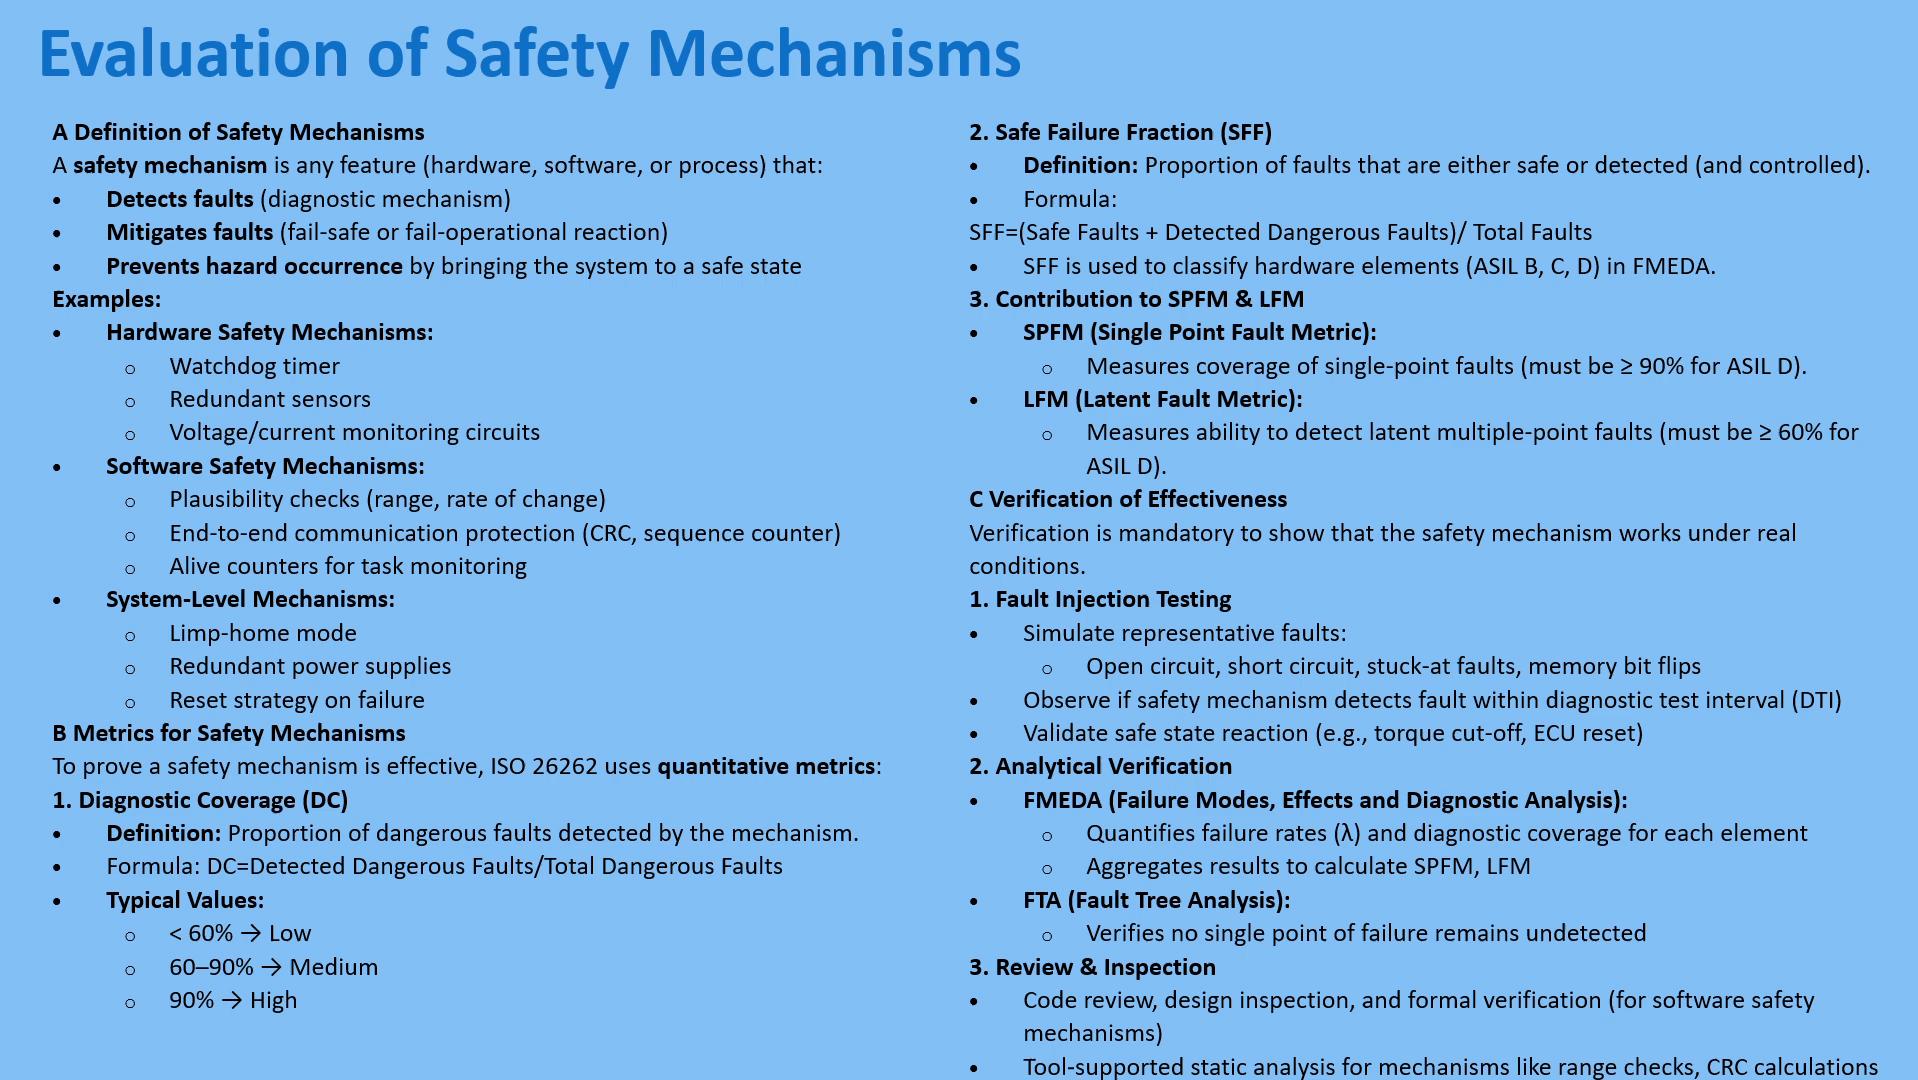 Evaluation of Safety Mechanisms
A Definition of Safety Mechanisms
A safety mechanism is any feature (hardware, software, or process) that:
• Detects faults (diagnostic mechanism)
• Mitigates faults (fail-safe or fail-operational reaction)
• Prevents hazard occurrence by bringing the system to a safe state
Examples:
• Hardware Safety Mechanisms:
o Watchdog timer
o Redundant sensors
o Voltage/current monitoring circuits
• Software Safety Mechanisms:
o Plausibility checks (range, rate of change)
o End-to-end communication protection (CRC, sequence counter)
o Alive counters for task monitoring
• System-Level Mechanisms:
o Limp-home mode
o Redundant power supplies
o Reset strategy on failure
B Metrics for Safety Mechanisms
To prove a safety mechanism is effective, ISO 26262 uses quantitative metrics:
1. Diagnostic Coverage (DC)
• Definition: Proportion of dangerous faults detected by the mechanism.
• Formula: DC=Detected Dangerous Faults/Total Dangerous Faults
• Typical Values:
o < 60% → Low
o 60–90% → Medium
o 90% → High
2. Safe Failure Fraction (SFF)
• Definition: Proportion of faults that are either safe or detected (and controlled).
• Formula:
SFF=(Safe Faults + Detected Dangerous Faults)/ Total Faults
• SFF is used to classify hardware elements (ASIL B, C, D) in FMEDA.
3. Contribution to SPFM & LFM
• SPFM (Single Point Fault Metric):
o Measures coverage of single-point faults (must be ≥ 90% for ASIL D).
• LFM (Latent Fault Metric):
o Measures ability to detect latent multiple-point faults (must be ≥ 60% for
ASIL D).
C Verification of Effectiveness
Verification is mandatory to show that the safety mechanism works under real
conditions.
1. Fault Injection Testing
• Simulate representative faults:
o Open circuit, short circuit, stuck-at faults, memory bit flips
• Observe if safety mechanism detects fault within diagnostic test interval (DTI)
• Validate safe state reaction (e.g., torque cut-off, ECU reset)
2. Analytical Verification
• FMEDA (Failure Modes, Effects and Diagnostic Analysis):
o Quantifies failure rates (λ) and diagnostic coverage for each element
o Aggregates results to calculate SPFM, LFM
• FTA (Fault Tree Analysis):
o Verifies no single point of failure remains undetected
3. Review & Inspection
• Code review, design inspection, and formal verification (for software safety
mechanisms)
• Tool-supported static analysis for mechanisms like range checks, CRC calculations